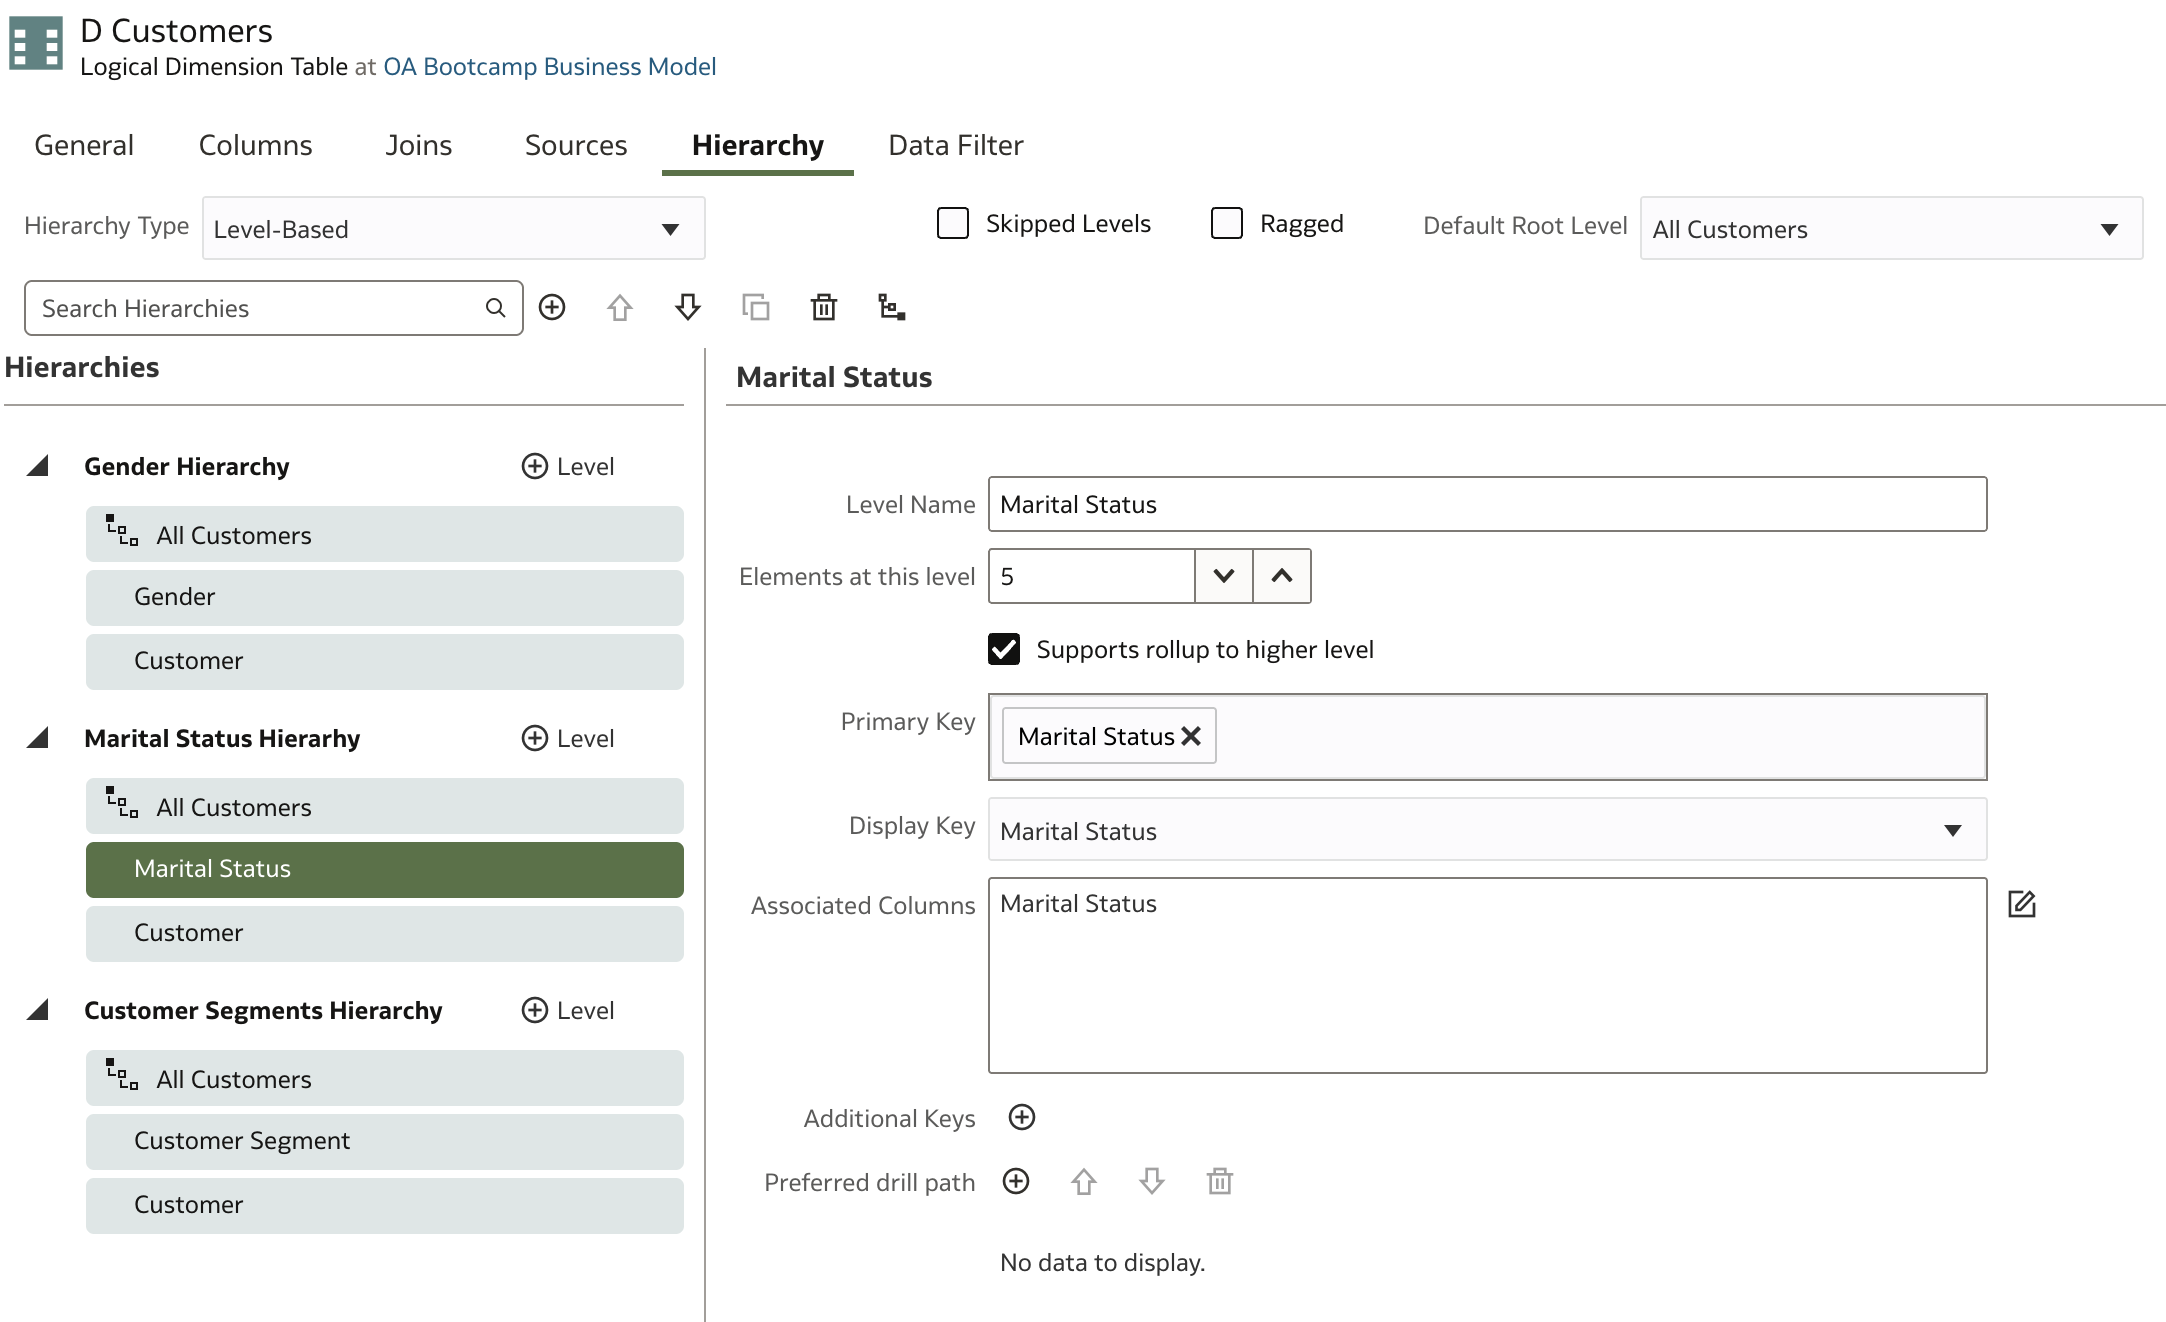 D Customers
Logical Dimension Table at OA Bootcamp Business Model
General Columns Joins Sources Hierarchy Data Filter
Hierarchy Type Level-Based Skipped Levels Ragged Default Root Level All Customers
Search Hierarchies
Hierarchies
Gender Hierarchy Level
All Customers
Gender
Customer
Marital Status Hierarhy Level
All Customers
Marital Status
Customer
Customer Segments Hierarchy Level
All Customers
Customer Segment
Customer
Marital Status
Level Name Marital Status
Elements at this level 5
Supports rollup to higher level
Primary Key Marital Status
Display Key Marital Status
Associated Columns Marital Status
Additional Keys
Preferred drill path
No data to display.